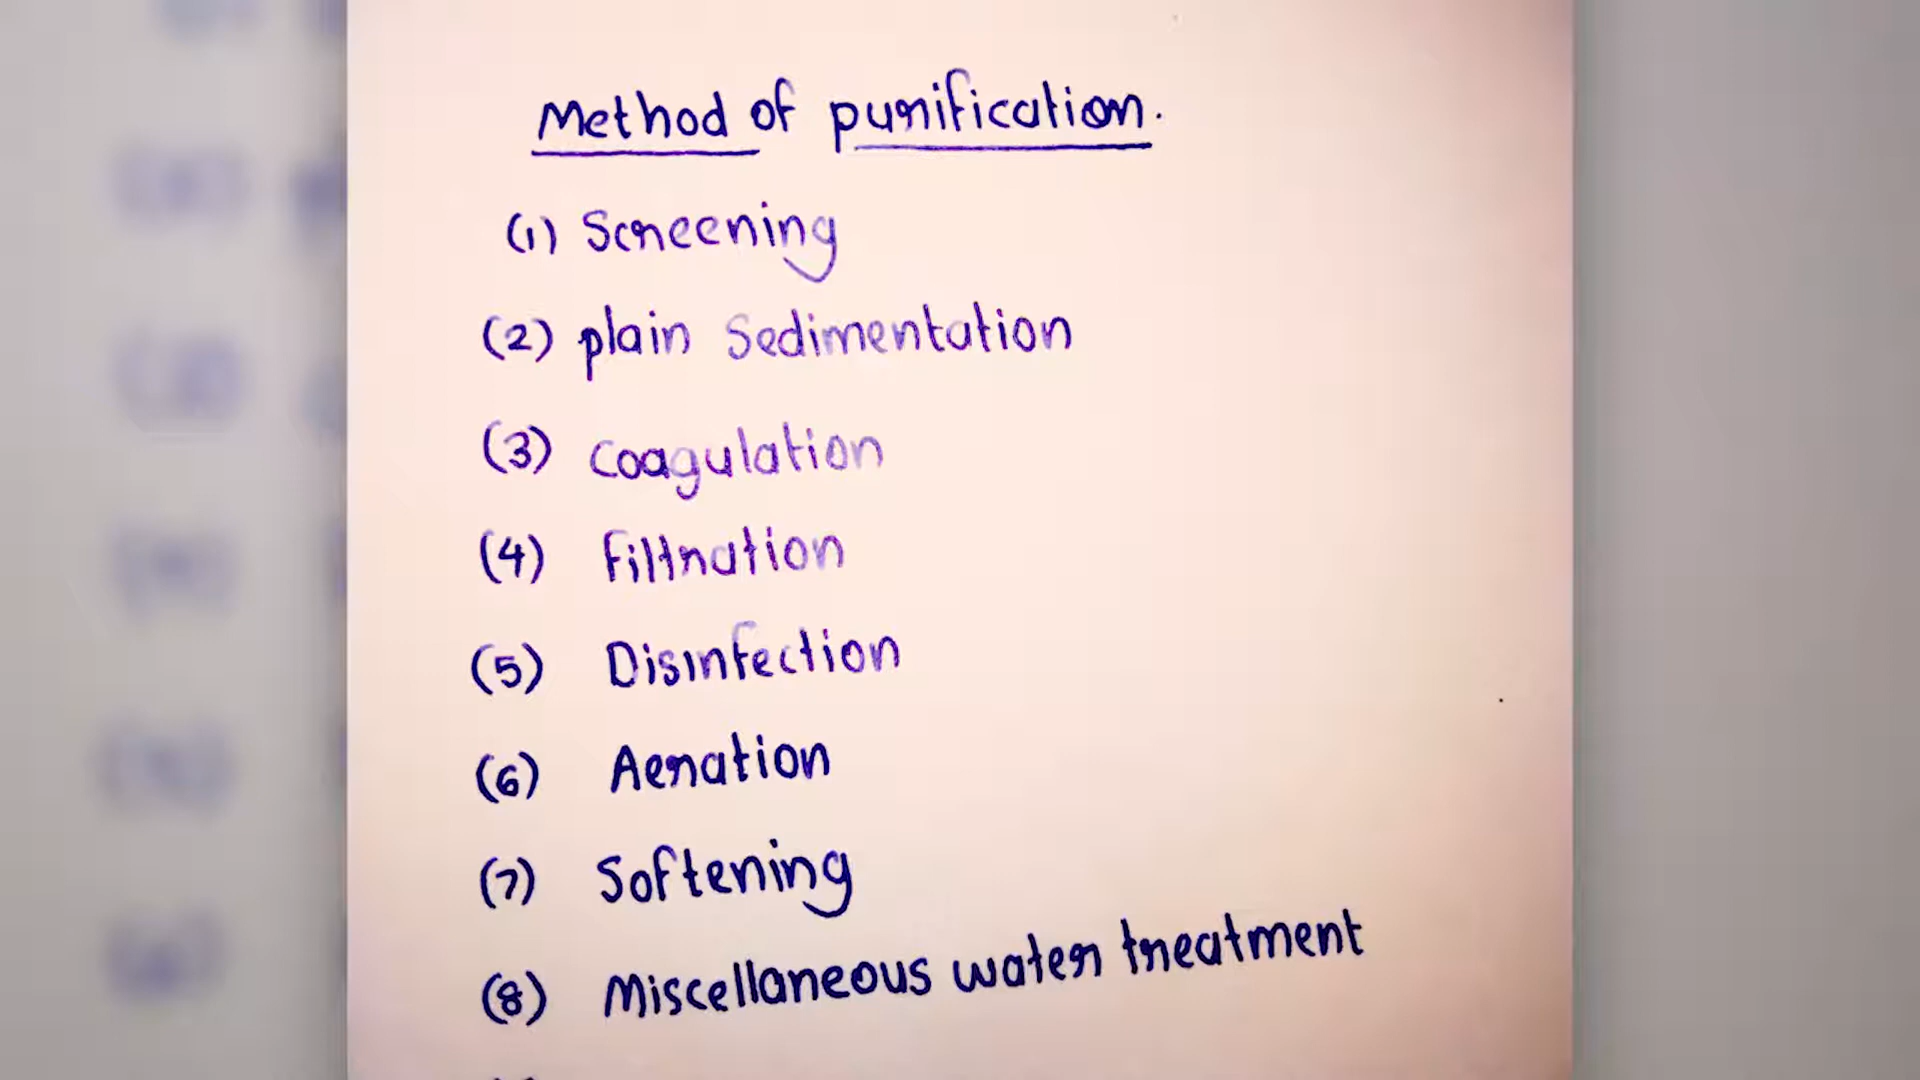 Method of purification.
(1) Screening
(2) plain Sedimentation
(3) Coagulation
(4) Filtration
(5) Disinfection
(6) Aeration
(7) Softening
(8) Miscellaneous water treatment